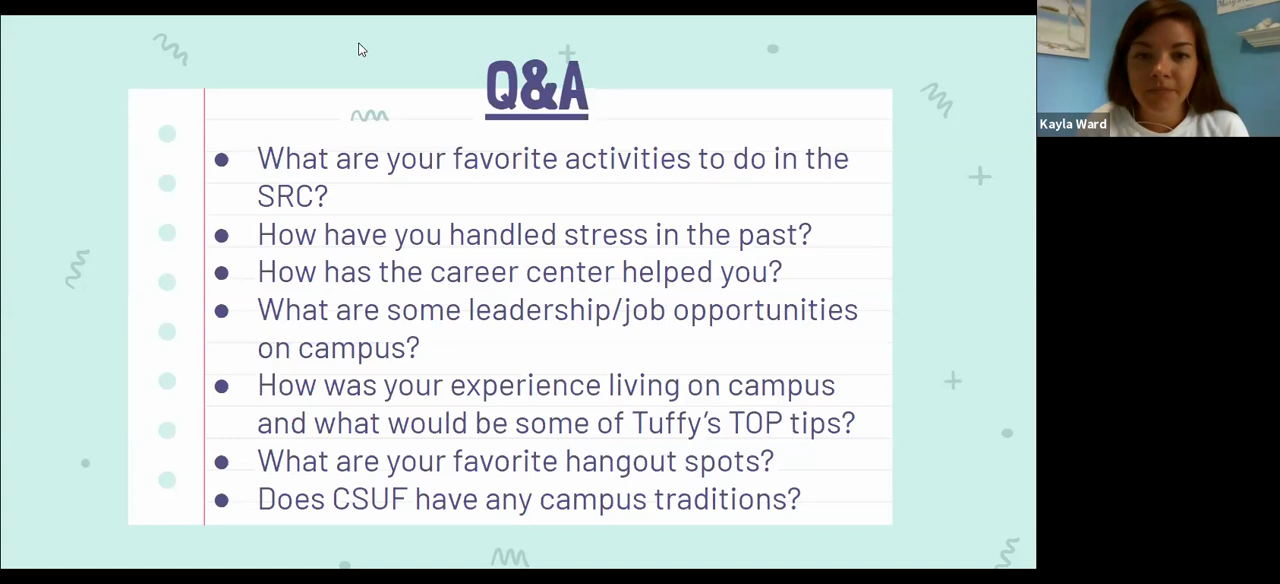 Q&A
What are your favorite activities to do in the
SRC?
How have you handled stress in the past?
How has the career center helped you?
What are some leadership/job opportunities
on campus?
How was your experience living on campus
and what would be some of Tuffy's TOP tips?
What are your favorite hangout spots?
Does CSUF have any campus traditions?
Kayla Ward